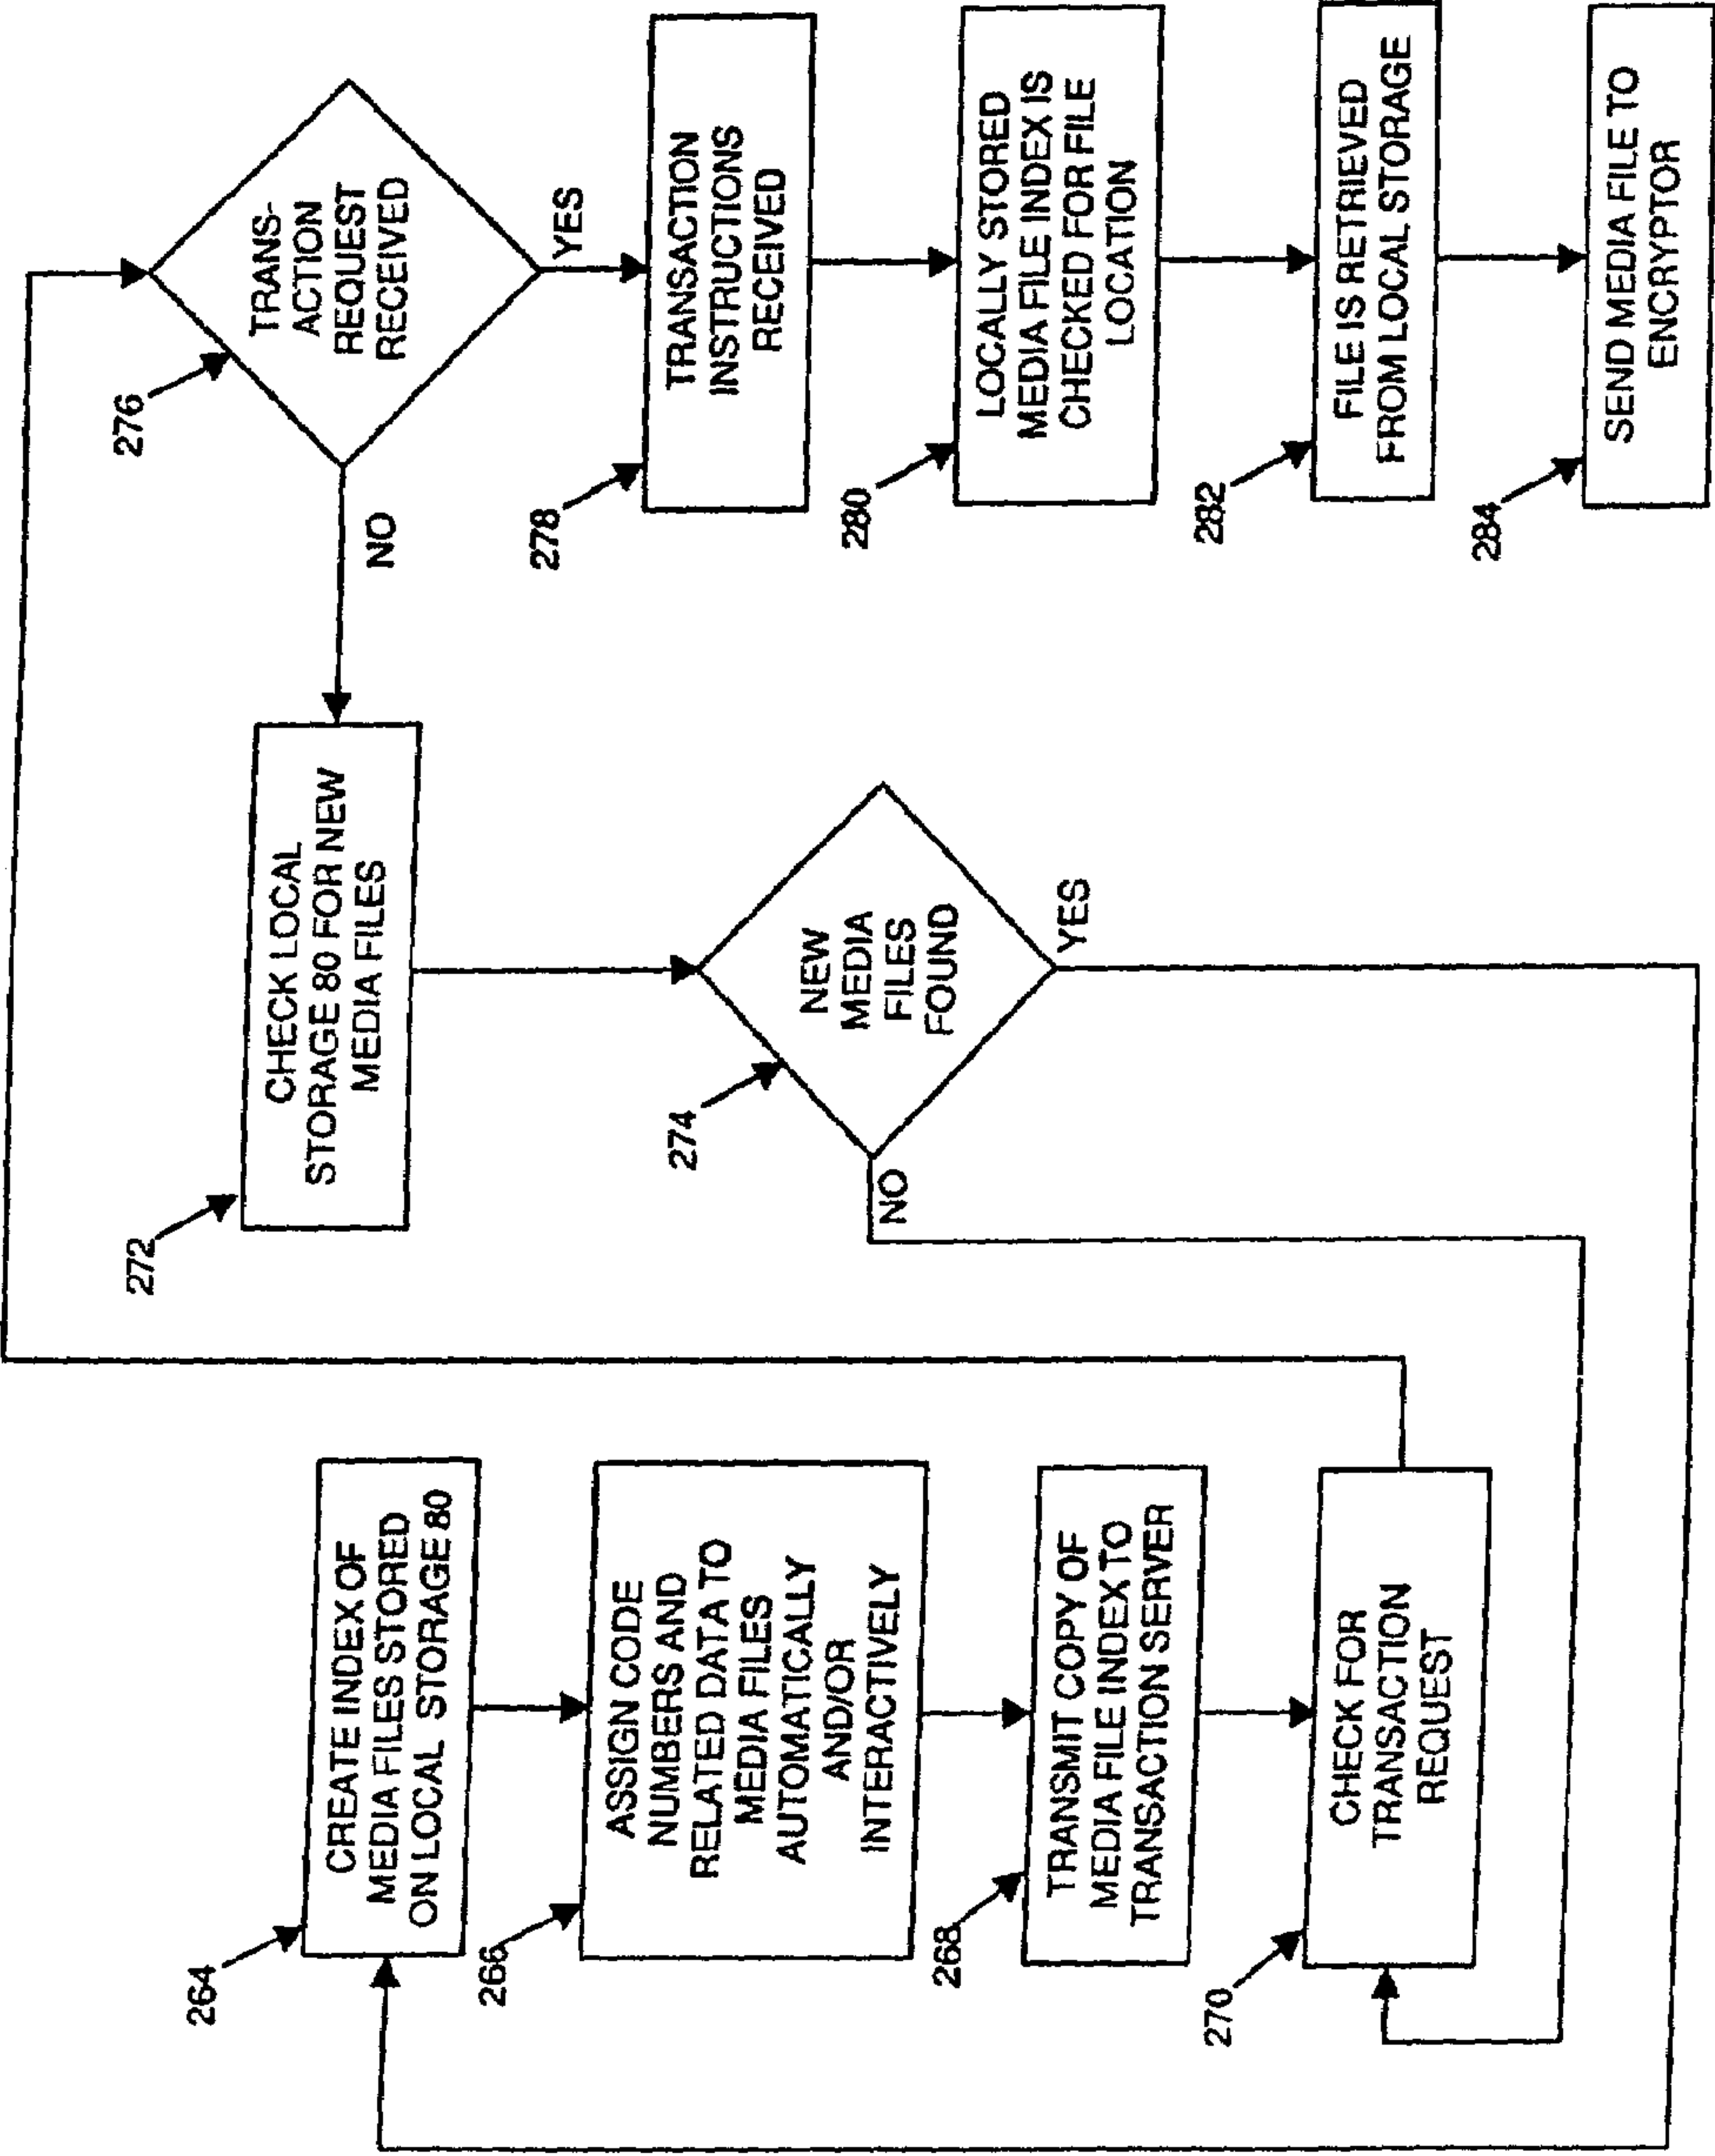 264
CREATE INDEX OF
MEDIA FILES STORED
ON LOCAL STORAGE 80
266
ASSIGN CODE
NUMBERS AND
RELATED DATA TO
MEDIA FILES
AUTOMATICALLY
AND/OR
INTERACTIVELY
268
TRANSMIT COPY OF
MEDIA FILE INDEX TO
TRANSACTION SERVER
270
CHECK FOR
TRANSACTION
REQUEST
272
CHECK LOCAL
STORAGE 80 FOR NEW
MEDIA FILES
274
NEW
MEDIA
FILES
FOUND
NO
YES
276
TRANS-
ACTION
REQUEST
RECEIVED
NO
YES
278
TRANSACTION
INSTRUCTIONS
RECEIVED
280
LOCALLY STORED
MEDIA FILE INDEX IS
CHECKED FOR FILE
LOCATION
282
FILE IS RETRIEVED
FROM LOCAL STORAGE
284
SEND MEDIA FILE TO
ENCRYPTOR